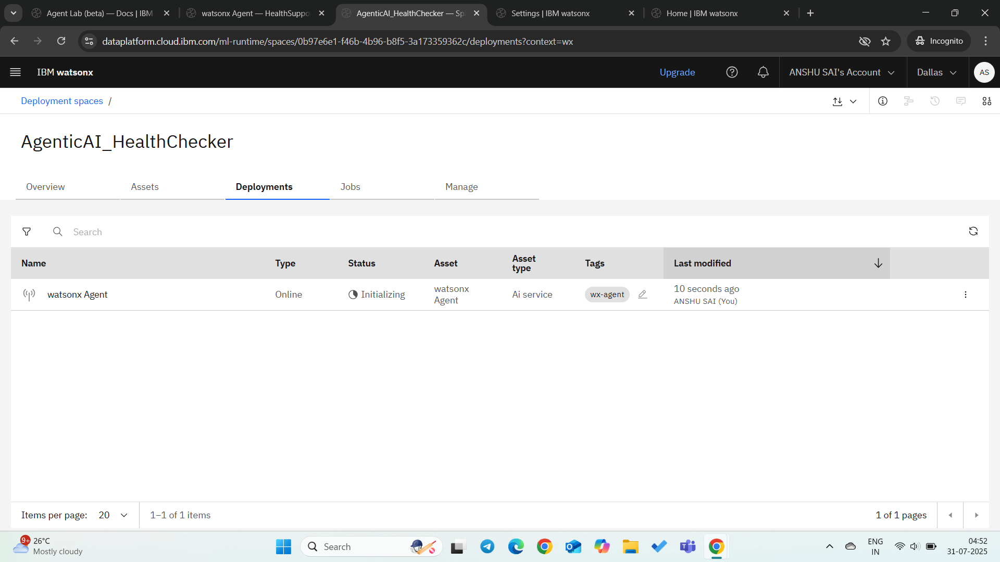 Agent Lab (beta) — Docs | IBM
watsonx Agent — HealthSuppo
AgenticAI_HealthChecker — Sp
Settings | IBM watsonx
Home | IBM watsonx
dataplatform.cloud.ibm.com/ml-runtime/spaces/0b97e6e1-f46b-4b96-b8f5-3a173359362c/deployments?context=wx
Incognito
IBM watsonx
Upgrade
ANSHU SAI's Account
Dallas
AS
Deployment spaces /
AgenticAI_HealthChecker
Overview
Assets
Deployments
Jobs
Manage
Search
Name
Type
Status
Asset
Asset
type
Tags
Last modified
watsonx Agent
Online
Initializing
watsonx
Agent
Ai service
wx-agent
10 seconds ago
ANSHU SAI (You)
Items per page: 20
1–1 of 1 items
1 of 1 pages
9+
26°C
Mostly cloudy
Search
ENG
IN
04:52
31-07-2025